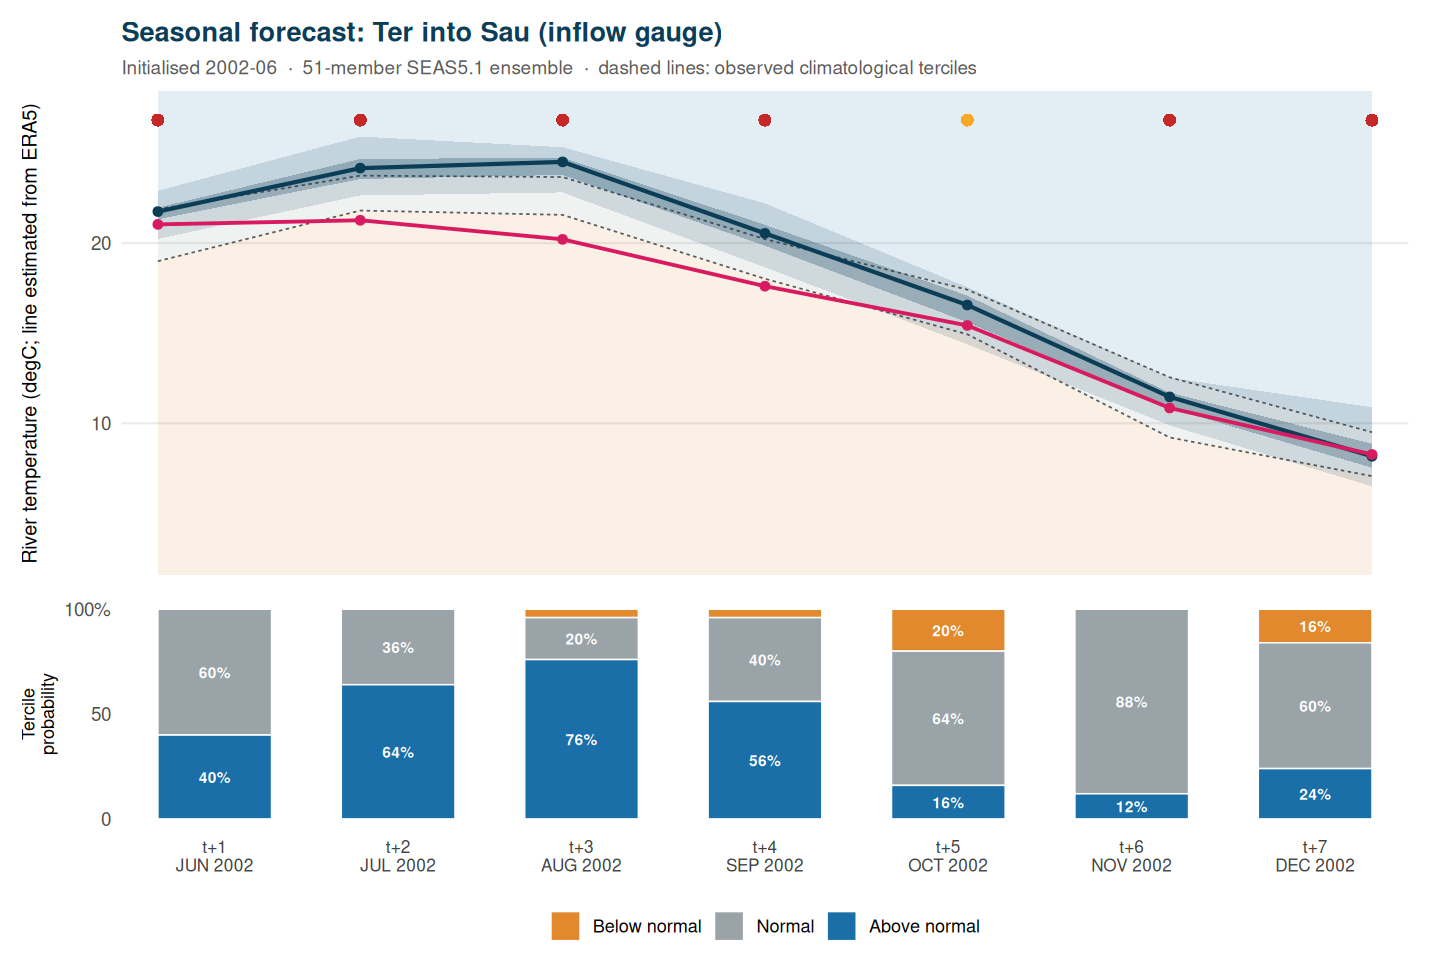 Seasonal forecast: Ter into Sau (inflow gauge)
Initialised 2002-06 · 51-member SEAS5.1 ensemble · dashed lines: observed climatological terciles
River temperature (degC; line estimated from ERA5)
20
10
Tercile
probability
100%
50
0
60%
40%
36%
64%
20%
76%
40%
56%
20%
64%
16%
88%
12%
16%
60%
24%
t+1
JUN 2002
t+2
JUL 2002
t+3
AUG 2002
t+4
SEP 2002
t+5
OCT 2002
t+6
NOV 2002
t+7
DEC 2002
Below normal
Normal
Above normal